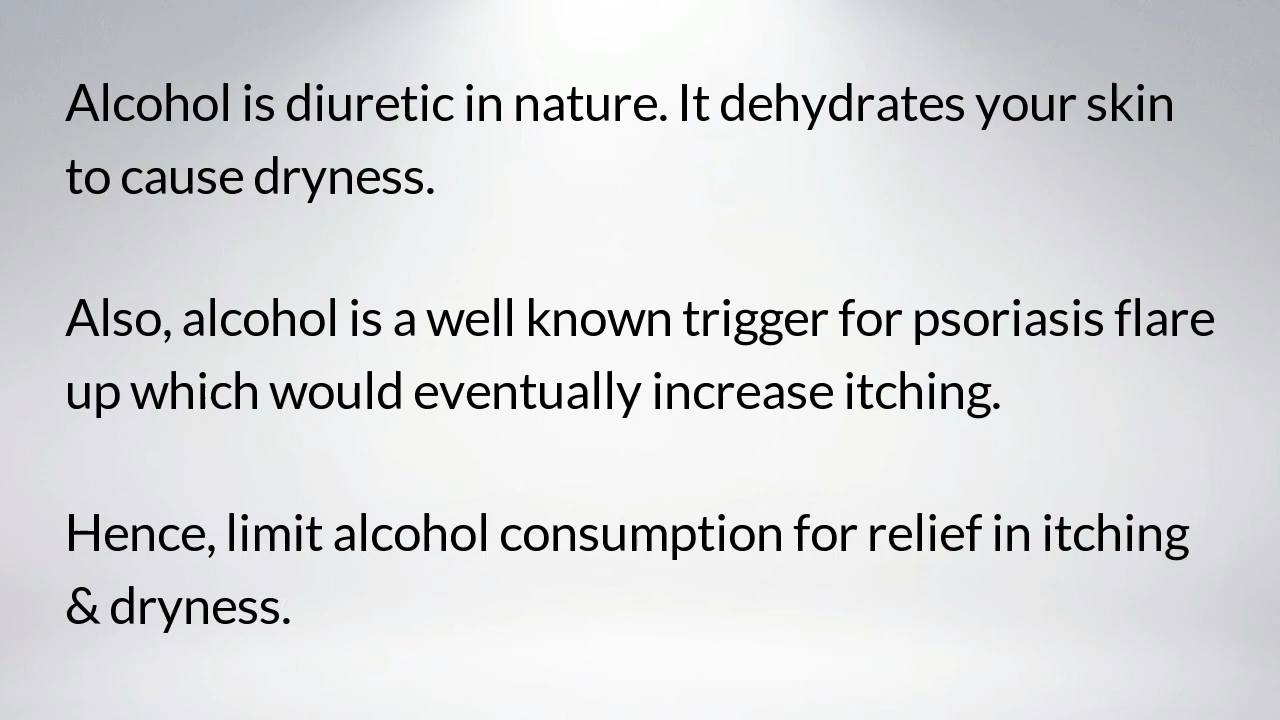 Alcohol is diuretic in nature. It dehydrates your skin
to cause dryness.
Also, alcohol is a well known trigger for psoriasis flare
up which would eventually increase itching.
Hence, limit alcohol consumption for relief in itching
& dryness.